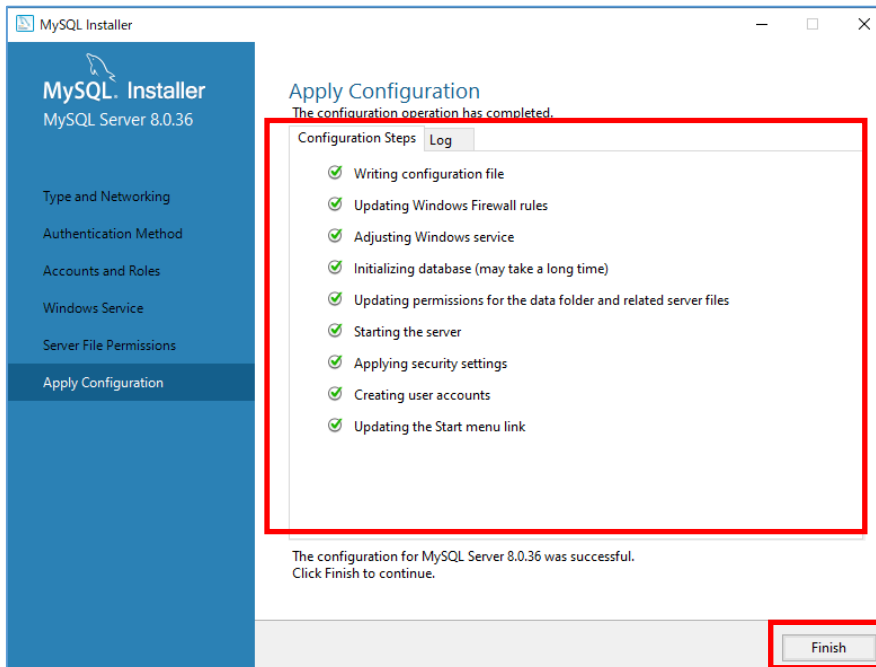 MySQL Installer
MySQL. Installer
MySQL Server 8.0.36
Type and Networking
Authentication Method
Accounts and Roles
Windows Service
Server File Permissions
Apply Configuration
Apply Configuration
The configuration operation has completed.
Configuration Steps Log
Writing configuration file
Updating Windows Firewall rules
Adjusting Windows service
Initializing database (may take a long time)
Updating permissions for the data folder and related server files
Starting the server
Applying security settings
Creating user accounts
Updating the Start menu link
The configuration for MySQL Server 8.0.36 was successful.
Click Finish to continue.
Finish